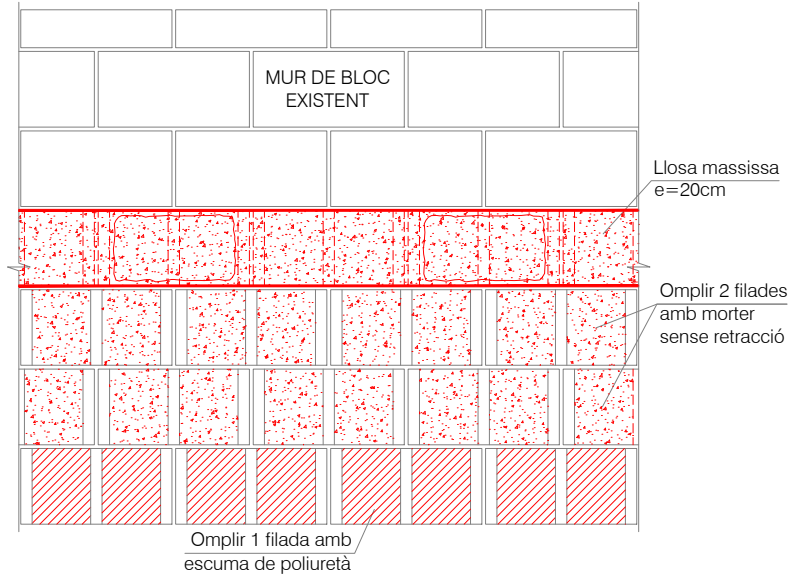 MUR DE BLOC
EXISTENT
Llosa massissa
e=20cm
Omplir 2 filades
amb morter
sense retracció
Omplir 1 filada amb
escuma de poliuretà